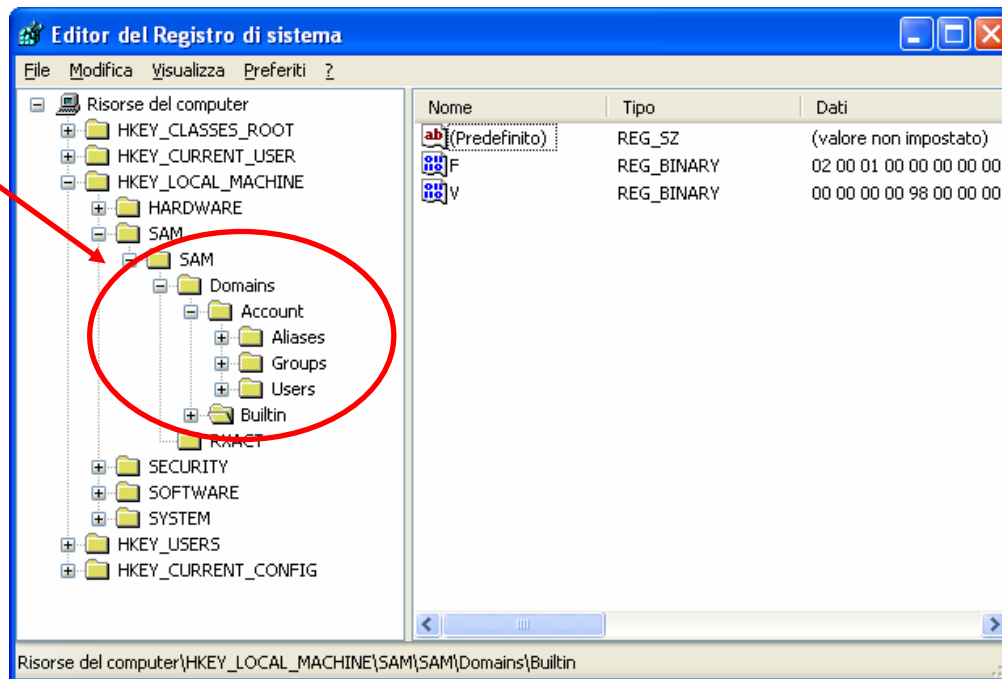 Editor del Registro di sistema
File Modifica Visualizza Preferiti ?
Risorse del computer
HKEY_CLASSES_ROOT
HKEY_CURRENT_USER
HKEY_LOCAL_MACHINE
HARDWARE
SAM
SAM
Domains
Account
Aliases
Groups
Users
Builtin
RXACT
SECURITY
SOFTWARE
SYSTEM
HKEY_USERS
HKEY_CURRENT_CONFIG
Nome Tipo Dati
(Predefinito) REG_SZ (valore non impostato)
F REG_BINARY 02 00 01 00 00 00 00 00
V REG_BINARY 00 00 00 00 98 00 00 00
Risorse del computer\HKEY_LOCAL_MACHINE\SAM\SAM\Domains\Builtin